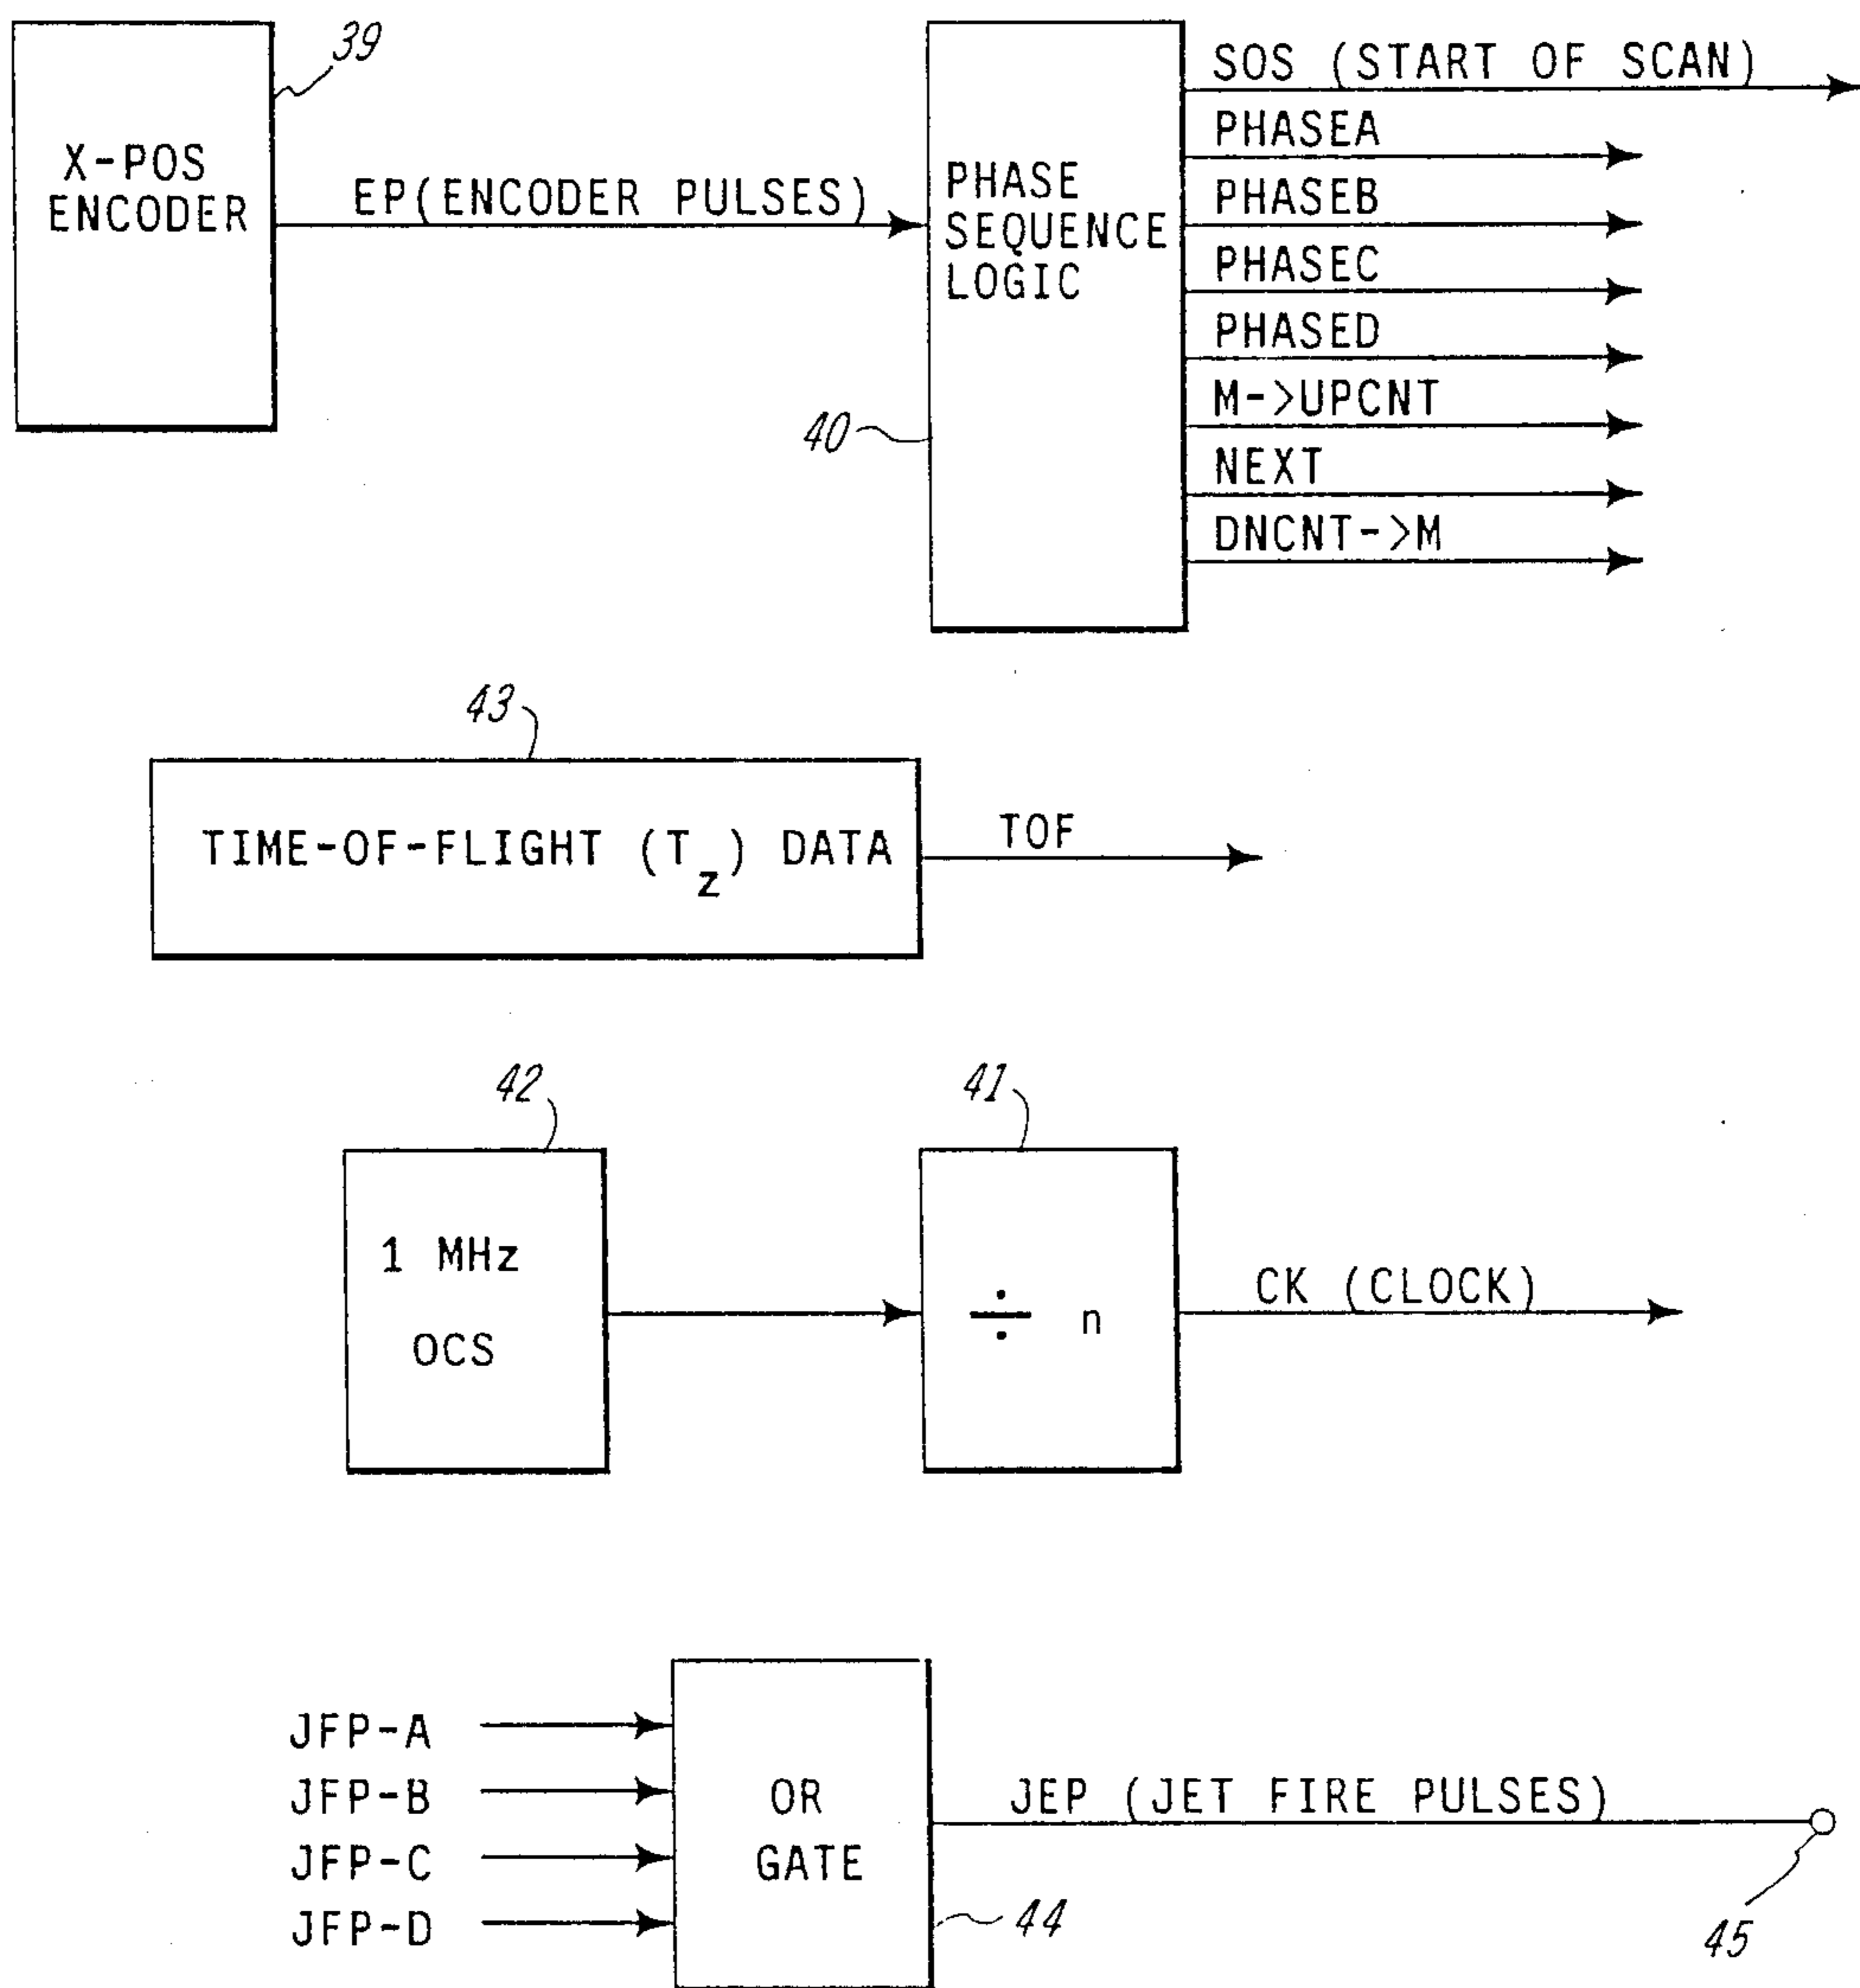 39
X-POS
ENCODER
EP(ENCODER PULSES)
PHASE
SEQUENCE
LOGIC
40
SOS (START OF SCAN)
PHASEA
PHASEB
PHASEC
PHASED
M->UPCNT
NEXT
DNCNT->M
43
TIME-OF-FLIGHT (Tz) DATA
TOF
42
1 MHz
OCS
41
÷ n
CK (CLOCK)
JFP-A
JFP-B
JFP-C
JFP-D
OR
GATE
44
JEP (JET FIRE PULSES)
45